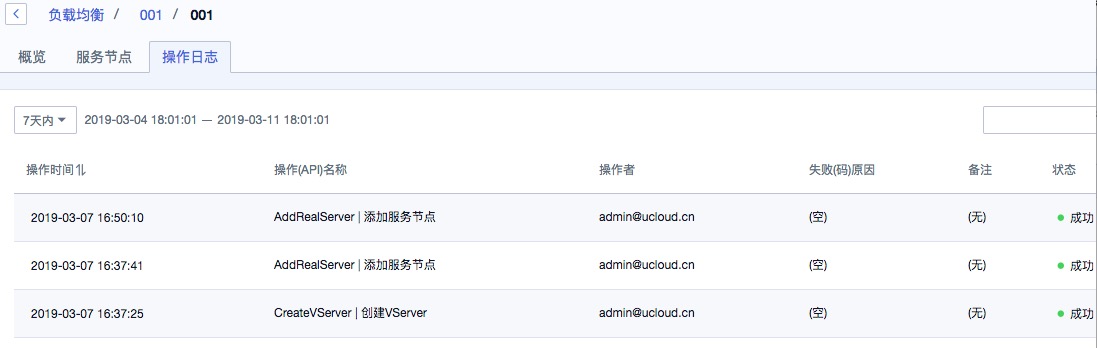 负载均衡 / 001 / 001
概览 服务节点 操作日志
7天内 2019-03-04 18:01:01 — 2019-03-11 18:01:01
操作时间 操作(API)名称 操作者 失败(码)原因 备注 状态
2019-03-07 16:50:10 AddRealServer | 添加服务节点 admin@ucloud.cn (空) (无) 成功
2019-03-07 16:37:41 AddRealServer | 添加服务节点 admin@ucloud.cn (空) (无) 成功
2019-03-07 16:37:25 CreateVServer | 创建VServer admin@ucloud.cn (空) (无) 成功